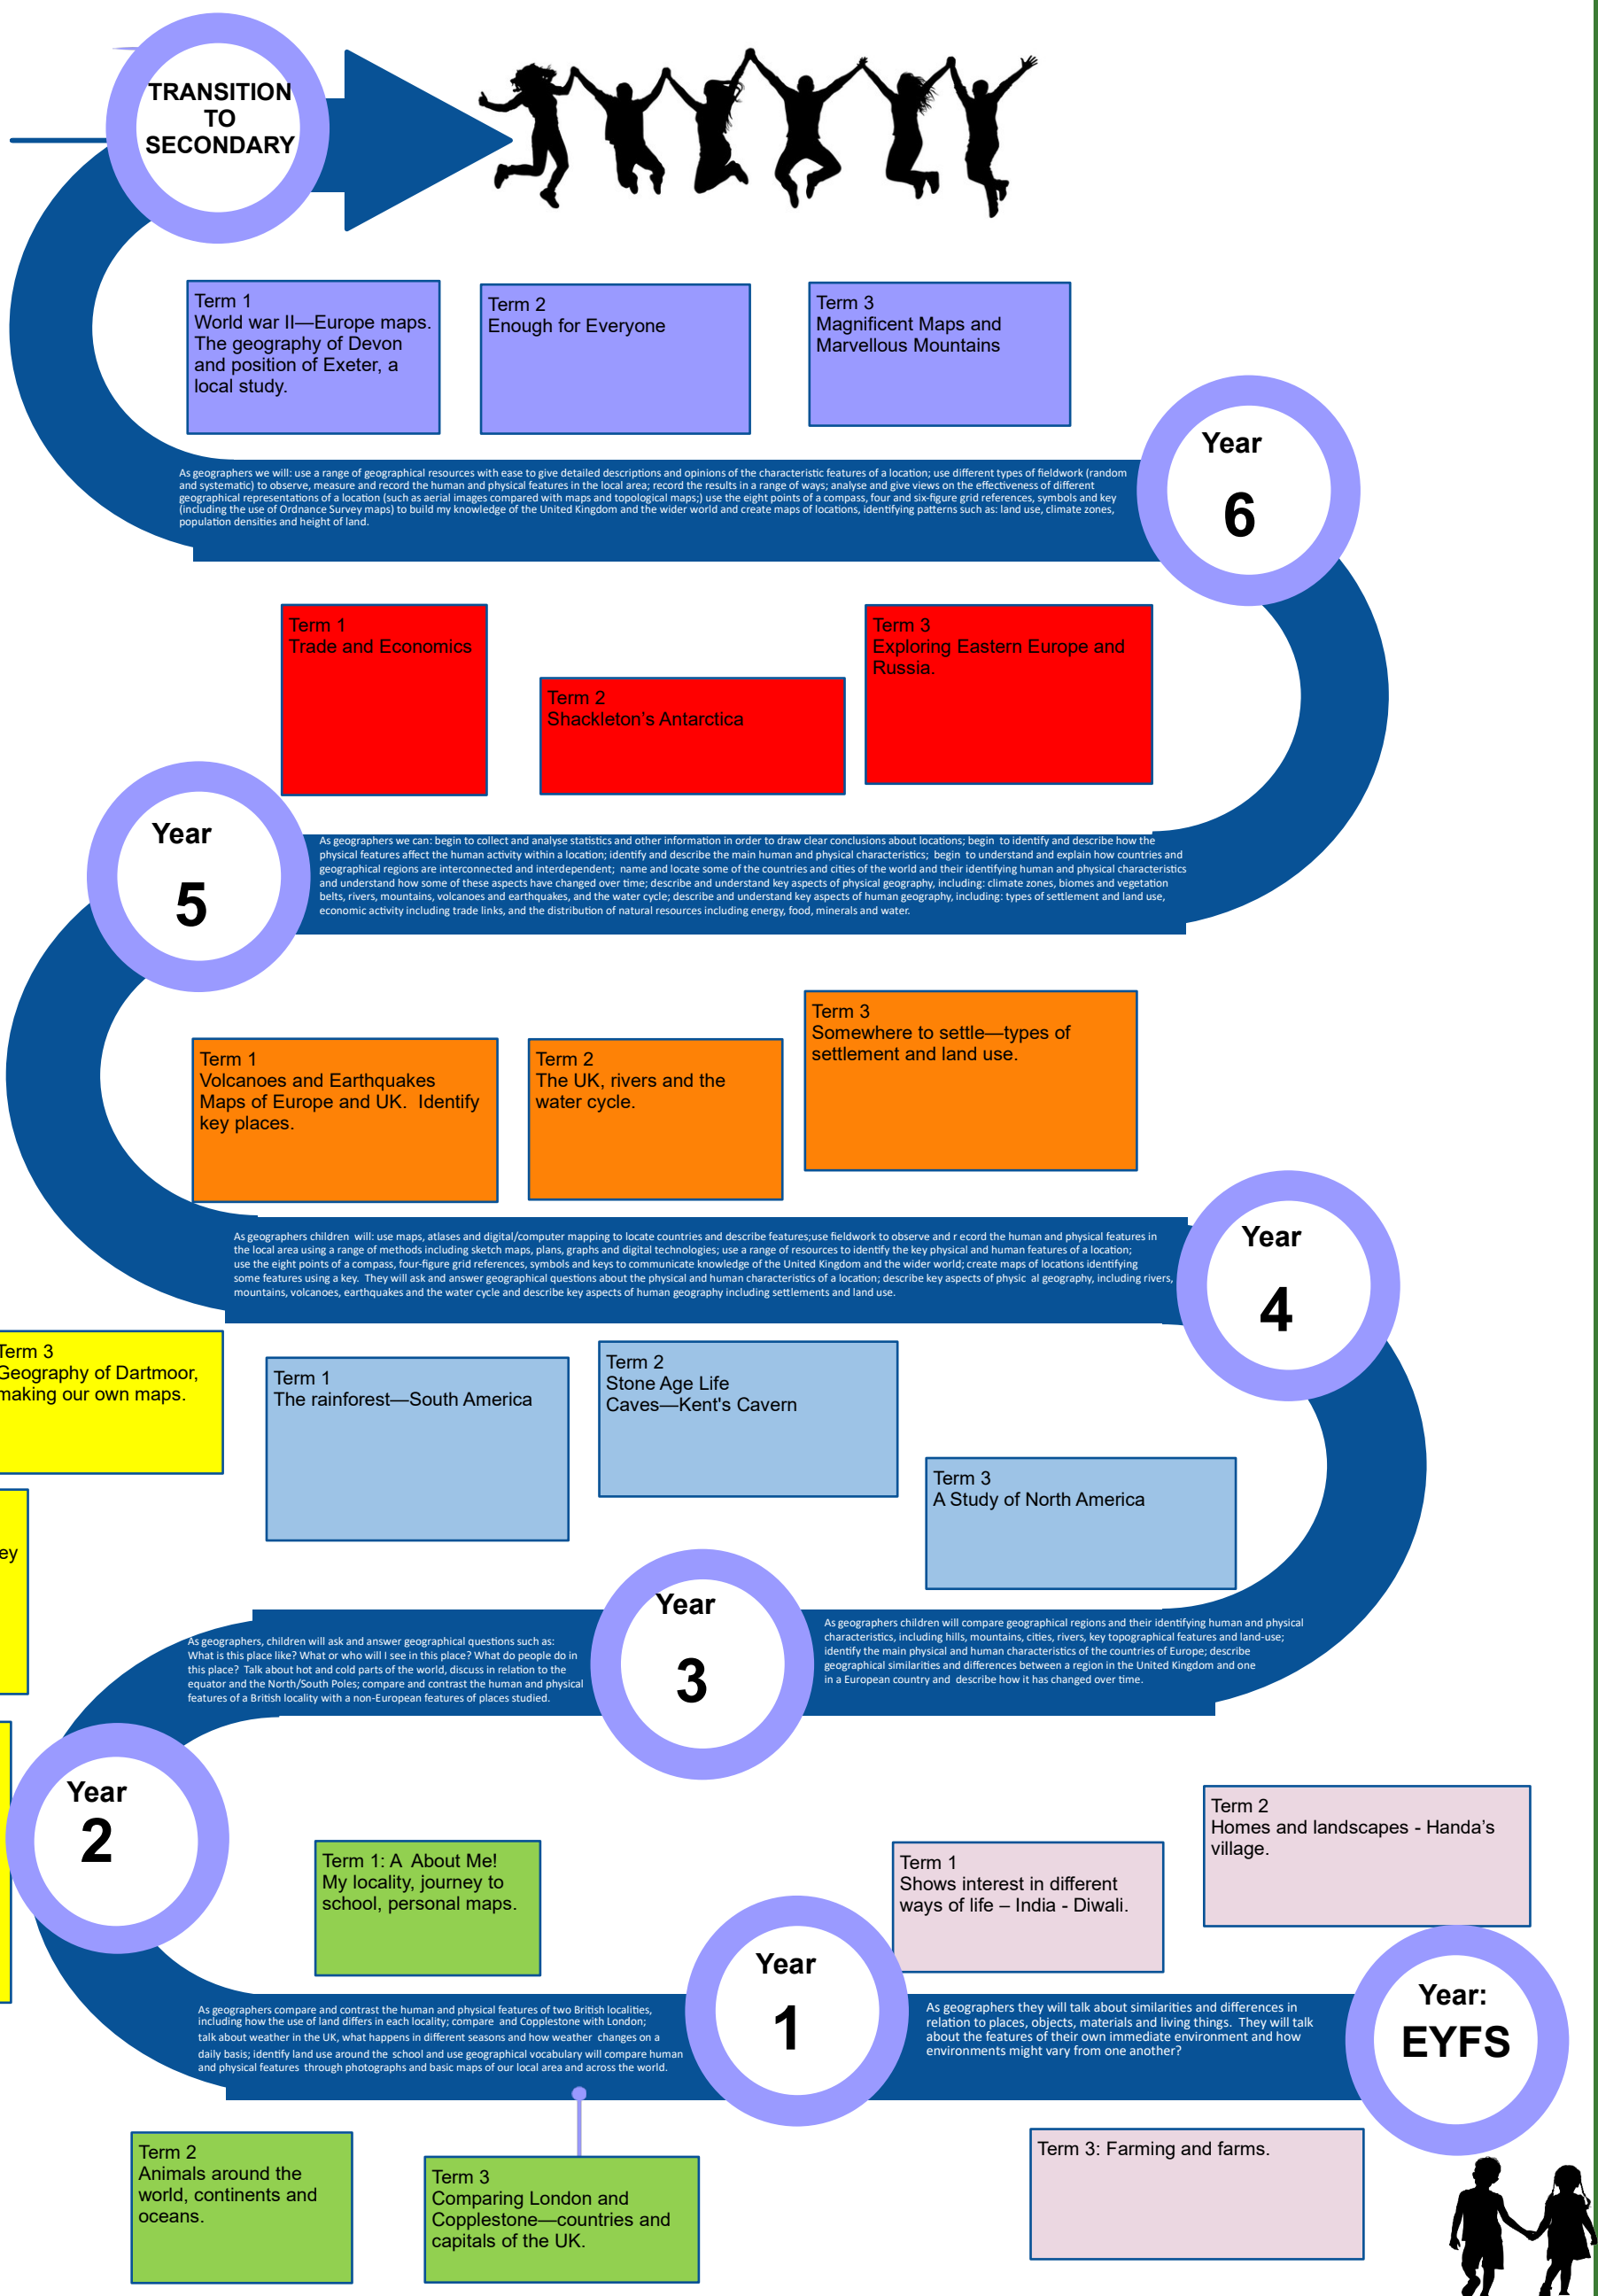 TRANSITION
TO
SECONDARY
Term 1
World war II—Europe maps.
The geography of Devon
and position of Exeter, a
local study.
Term 2
Enough for Everyone
Term 3
Magnificent Maps and
Marvellous Mountains
Year
6
As geographers we will: use a range of geographical resources with ease to give detailed descriptions and opinions of the characteristic features of a location; use different types of fieldwork (random
and systematic) to observe, measure and record the human and physical features in the local area; record the results in a range of ways; analyse and give views on the effectiveness of different
geographical representations of a location (such as aerial images compared with maps and topological maps;) use the eight points of a compass, four and six-figure grid references, symbols and key
(including the use of Ordnance Survey maps) to build my knowledge of the United Kingdom and the wider world and create maps of locations, identifying patterns such as: land use, climate zones,
population densities and height of land.
Term 1
Trade and Economics
Term 2
Shackleton's Antarctica
Term 3
Exploring Eastern Europe and
Russia.
Year
5
As geographers we can: begin to collect and analyse statistics and other information in order to draw clear conclusions about locations; begin  to identify and describe how the
physical features affect the human activity within a location; identify and describe the main human and physical characteristics;  begin  to understand and explain how countries and
geographical regions are interconnected and interdependent;  name and locate some of the countries and cities of the world and their identifying human and physical characteristics
and understand how some of these aspects have changed over time; describe and understand key aspects of physical geography, including: climate zones, biomes and vegetation
belts, rivers, mountains, volcanoes and earthquakes, and the water cycle; describe and understand key aspects of human geography, including: types of settlement and land use,
economic activity including trade links, and the distribution of natural resources including energy, food, minerals and water.
Term 1
Volcanoes and Earthquakes
Maps of Europe and UK.  Identify
key places.
Term 2
The UK, rivers and the
water cycle.
Term 3
Somewhere to settle—types of
settlement and land use.
Year
4
As geographers children  will: use maps, atlases and digital/computer mapping to locate countries and describe features;use fieldwork to observe and r ecord the human and physical features in
the local area using a range of methods including sketch maps, plans, graphs and digital technologies; use a range of resources to identify the key physical and human features of a location;
use the eight points of a compass, four-figure grid references, symbols and keys to communicate knowledge of the United Kingdom and the wider world; create maps of locations identifying
some features using a key.  They will ask and answer geographical questions about the physical and human characteristics of a location; describe key aspects of physic  al geography, including rivers,
mountains, volcanoes, earthquakes and the water cycle and describe key aspects of human geography including settlements and land use.
Term 3
Geography of Dartmoor,
making our own maps.
Term 1
The rainforest—South America
Term 2
Stone Age Life
Caves—Kent's Cavern
Term 3
A Study of North America
ey
Year
3
As geographers, children will ask and answer geographical questions such as:
What is this place like? What or who will I see in this place? What do people do in
this place?  Talk about hot and cold parts of the world, discuss in relation to the
equator and the North/South Poles; compare and contrast the human and physical
features of a British locality with a non-European features of places studied.
As geographers children will compare geographical regions and their identifying human and physical
characteristics, including hills, mountains, cities, rivers, key topographical features and land-use;
identify the main physical and human characteristics of the countries of Europe; describe
geographical similarities and differences between a region in the United Kingdom and one
in a European country and  describe how it has changed over time.
Year
2
Term 1: A  About Me!
My locality, journey to
school, personal maps.
Term 1
Shows interest in different
ways of life – India - Diwali.
Term 2
Homes and landscapes - Handa's
village.
Year
1
Year:
EYFS
As geographers compare and contrast the human and physical features of two British localities,
including how the use of land differs in each locality; compare  and Copplestone with London;
talk about weather in the UK, what happens in different seasons and how weather  changes on a
daily basis; identify land use around the  school and use geographical vocabulary will compare human
and physical features  through photographs and basic maps of our local area and across the world.
As geographers they will talk about similarities and differences in
relation to places, objects, materials and living things.  They will talk
about the features of their own immediate environment and how
environments might vary from one another?
Term 2
Animals around the
world, continents and
oceans.
Term 3
Comparing London and
Copplestone—countries and
capitals of the UK.
Term 3: Farming and farms.